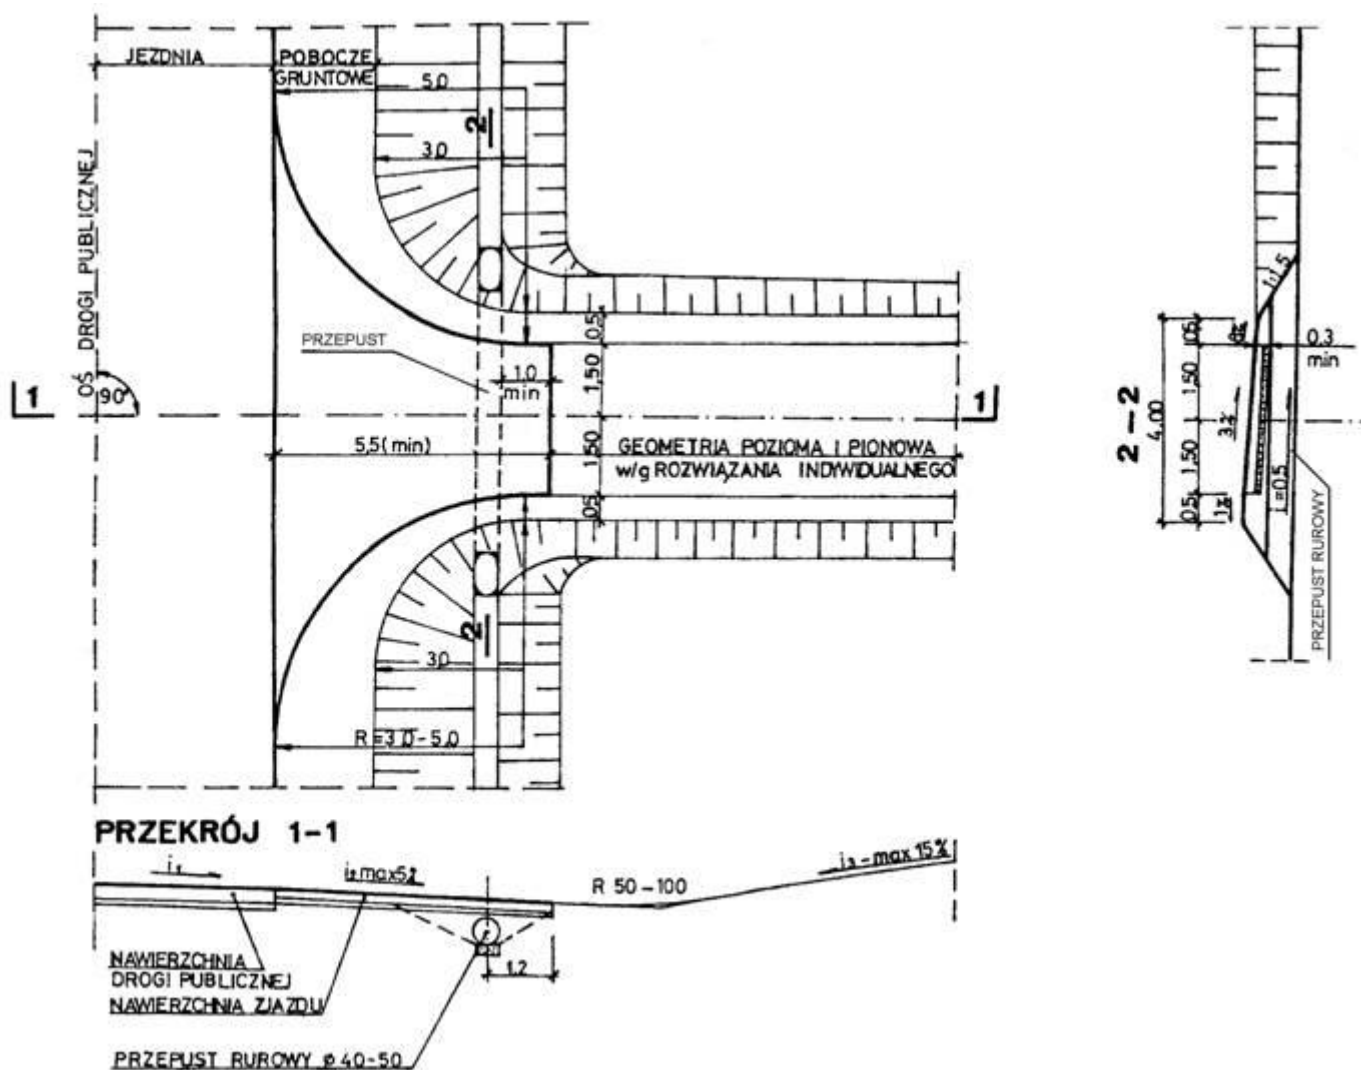 JEZDNIA
POBOCZE
GRUNTOWE
5,0
2
3,0
OŚ DROGI PUBLICZNEJ
90°
1
PRZEPUST
1,0
min
0,5
1,50
1,50
0,5
1
5,5(min)
GEOMETRIA POZIOMA I PIONOWA
w/g ROZWIĄZANIA INDYWIDUALNEGO
2
3,0
R=3,0-5,0
2-2
4.00
0,5
1,50
1,50
0,5
1:1,5
0,3
min
3%
i=0,5
PRZEPUST RUROWY
PRZEKRÓJ 1-1
i₁
i₂ max5%
R 50-100
i₃-max 15%
1,2
NAWIERZCHNIA
DROGI PUBLICZNEJ
NAWIERZCHNIA ZJAZDU
PRZEPUST RUROWY ø 40-50